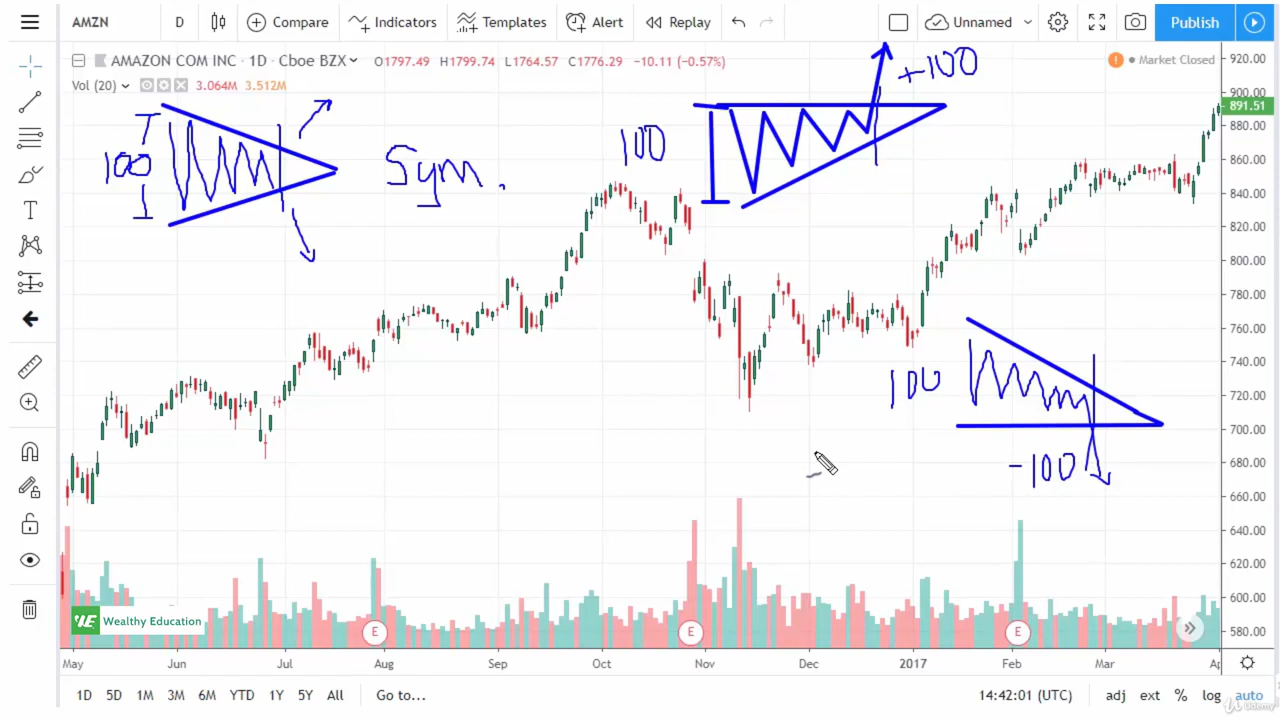 AMZN D Compare Indicators Templates Alert Replay Unnamed Publish
AMAZON COM INC · 1D · Cboe BZX O1797.49 H1799.74 L1764.57 C1776.29 −10.11 (−0.57%)
Market Closed
Vol (20) 3.064M 3.512M
+100
100
Sym.
100
100
-100
920.00
900.00
891.51
880.00
860.00
840.00
820.00
800.00
780.00
760.00
740.00
720.00
700.00
680.00
660.00
640.00
620.00
600.00
580.00
UE Wealthy Education
E E E
May Jun Jul Aug Sep Oct Nov Dec 2017 Feb Mar Ap
1D 5D 1M 3M 6M YTD 1Y 5Y All Go to... 14:42:01 (UTC) adj ext % log auto
Udemy